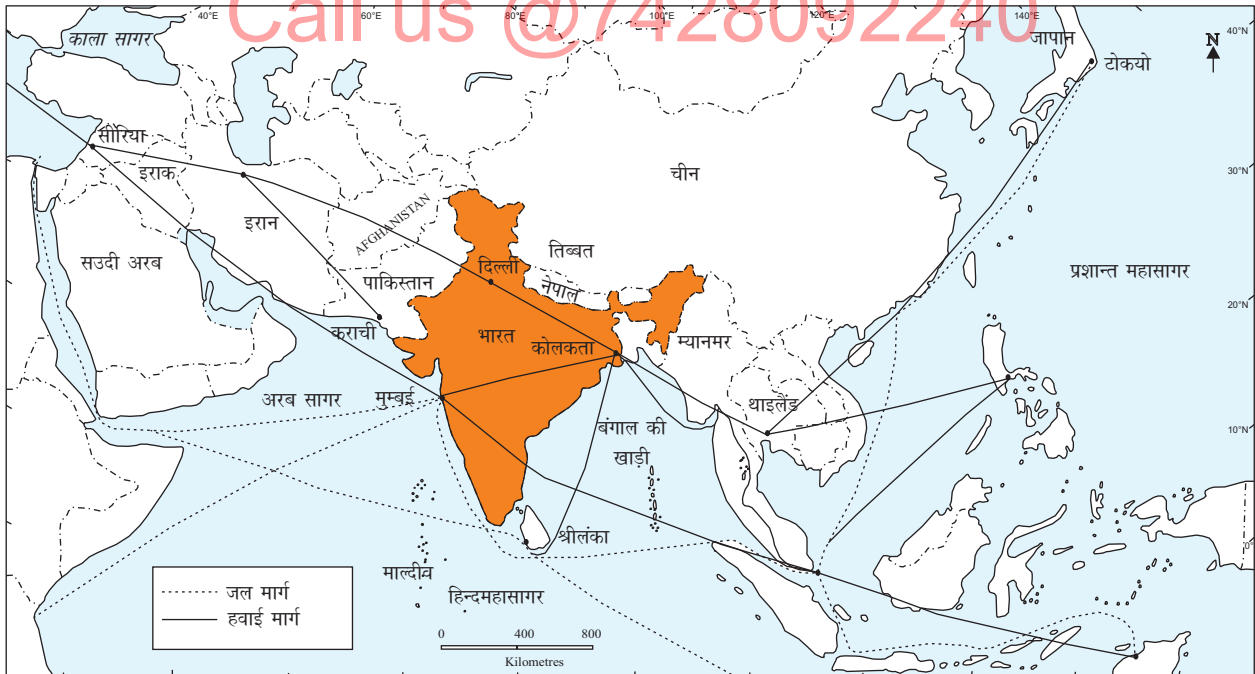 Call us @7428092240
40°E 60°E 80°E 100°E 120°E 140°E
काला सागर
जापान
40°N
N
टोकयो
सीरिया
इराक
चीन
30°N
AFGHANISTAN
इरान
तिब्बत
सउदी अरब
दिल्ली
प्रशान्त महासागर
पाकिस्तान
नेपाल
20°N
कराची
भारत
कोलकता
म्यानमर
अरब सागर
मुम्बई
थाइलैंड
बंगाल की
खाड़ी
10°N
श्रीलंका
0°
माल्दीव
हिन्दमहासागर
जल मार्ग
हवाई मार्ग
0 400 800
Kilometres